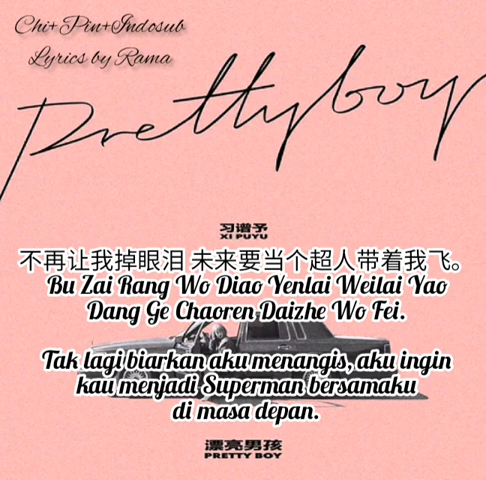 Chi+Pin+Indosub
Lyrics by Rama
Prettyboy
习谱予
XI PUYU
不再让我掉眼泪 未来要当个超人带着我飞。
Bu Zai Rang Wo Diao Yenlai Weilai Yao
Dang Ge Chaoren Daizhe Wo Fei.
Tak lagi biarkan aku menangis, aku ingin
kau menjadi Superman bersamaku
di masa depan.
漂亮男孩
PRETTY BOY